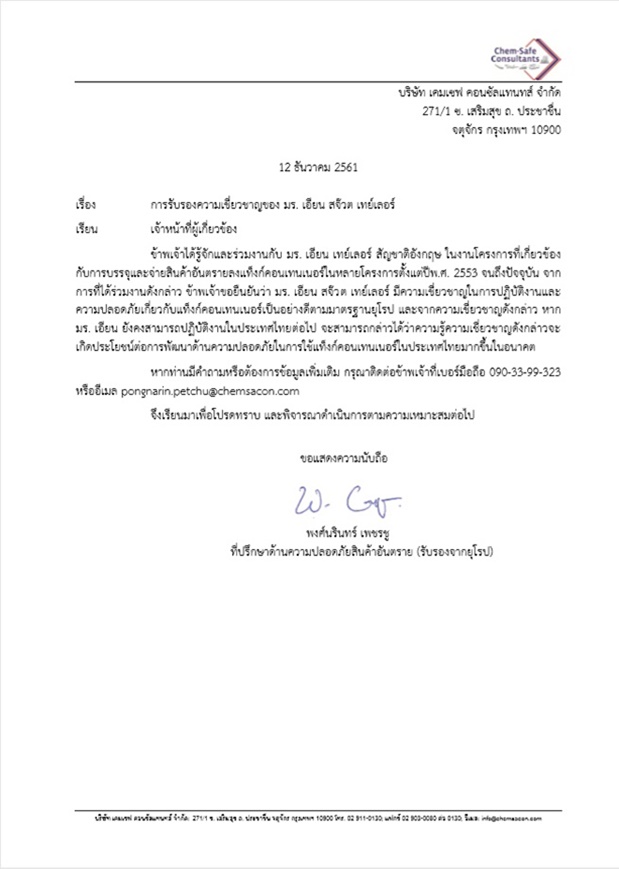 Chem-Safe
Consultants
บริษัท เคมเซฟ คอนซัลแทนทส์ จำกัด
271/1 ซ. เสริมสุข ถ. ประชาชื่น
จตุจักร กรุงเทพฯ 10900
12 ธันวาคม 2561
เรื่อง การรับรองความเชี่ยวชาญของ มร. เอียน สจ๊วต เทย์เลอร์
เรียน เจ้าหน้าที่ผู้เกี่ยวข้อง
ข้าพเจ้าได้รู้จักและร่วมงานกับ มร. เอียน เทย์เลอร์ สัญชาติอังกฤษ ในงานโครงการที่เกี่ยวข้อง
กับการบรรจุและจ่ายสินค้าอันตรายลงแท็งก์คอนเทนเนอร์ในหลายโครงการตั้งแต่ปีพ.ศ. 2553 จนถึงปัจจุบัน จาก
การที่ได้ร่วมงานดังกล่าว ข้าพเจ้าขอยืนยันว่า มร. เอียน สจ๊วต เทย์เลอร์ มีความเชี่ยวชาญในการปฏิบัติงานและ
ความปลอดภัยเกี่ยวกับแท็งก์คอนเทนเนอร์เป็นอย่างดีตามมาตรฐานยุโรป และจากความเชี่ยวชาญดังกล่าว หาก
มร. เอียน ยังคงสามารถปฏิบัติงานในประเทศไทยต่อไป จะสามารถกล่าวได้ว่าความรู้ความเชี่ยวชาญดังกล่าวจะ
เกิดประโยชน์ต่อการพัฒนาด้านความปลอดภัยในการใช้แท็งก์คอนเทนเนอร์ในประเทศไทยมากขึ้นในอนาคต
หากท่านมีคำถามหรือต้องการข้อมูลเพิ่มเติม กรุณาติดต่อข้าพเจ้าที่เบอร์มือถือ 090-33-99-323
หรืออีเมล pongnarin.petchu@chemsacon.com
จึงเรียนมาเพื่อโปรดทราบ และพิจารณาดำเนินการตามความเหมาะสมต่อไป
ขอแสดงความนับถือ
พงศ์นรินทร์ เพชรชู
ที่ปรึกษาด้านความปลอดภัยสินค้าอันตราย (รับรองจากยุโรป)
บริษัท เคมเซฟ คอนซัลแทนทส์ จำกัด 271/1 ซ. เสริมสุข ถ. ประชาชื่น จตุจักร กรุงเทพฯ 10900 โทร. 02 911-0130; แฟกซ์ 02 903-0080 ต่อ 0130; อีเมล: info@chemsacon.com